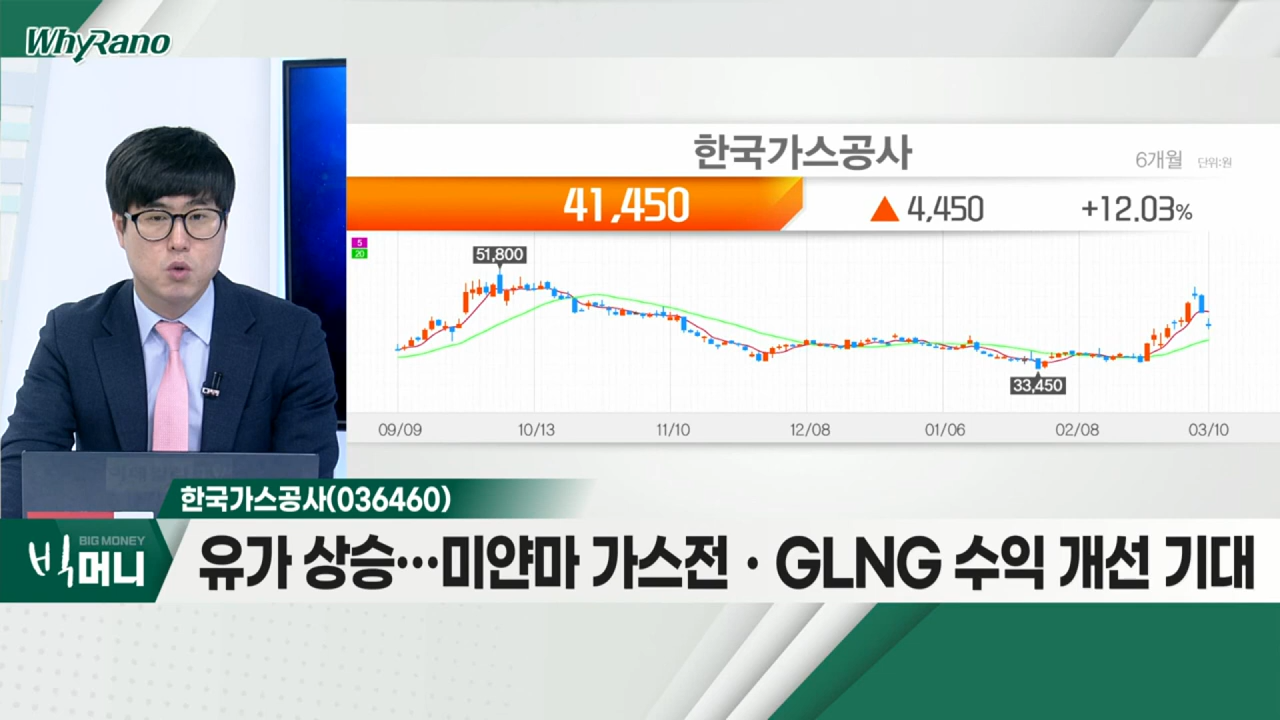 WhyRano
한국가스공사
6개월 단위:원
41,450 ▲ 4,450 +12.03%
5
20
51,800
33,450
09/09 10/13 11/10 12/08 01/06 02/08 03/10
한국가스공사(036460)
BIG MONEY
빅머니
유가 상승…미얀마 가스전·GLNG 수익 개선 기대